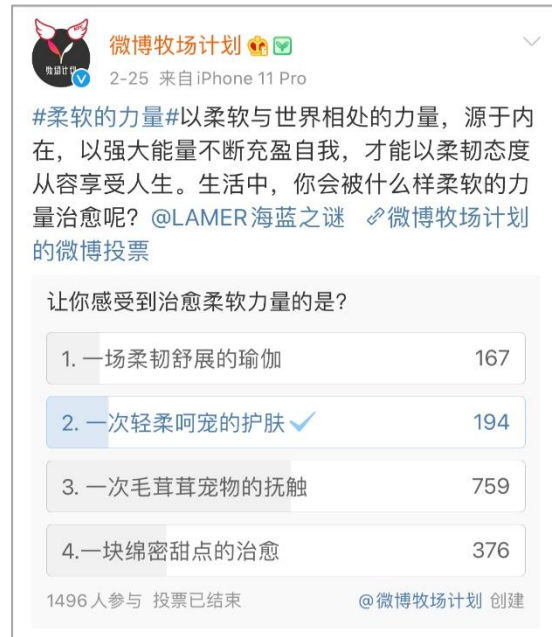 微博牧场计划
2-25 来自iPhone 11 Pro
#柔软的力量#以柔软与世界相处的力量，源于内
在，以强大能量不断充盈自我，才能以柔韧态度
从容享受人生。生活中，你会被什么样柔软的力
量治愈呢？@LAMER海蓝之谜 微博牧场计划
的微博投票
让你感受到治愈柔软力量的是?
1. 一场柔韧舒展的瑜伽 167
2. 一次轻柔呵宠的护肤 194
3. 一次毛茸茸宠物的抚触 759
4.一块绵密甜点的治愈 376
1496人参与 投票已结束 @微博牧场计划 创建